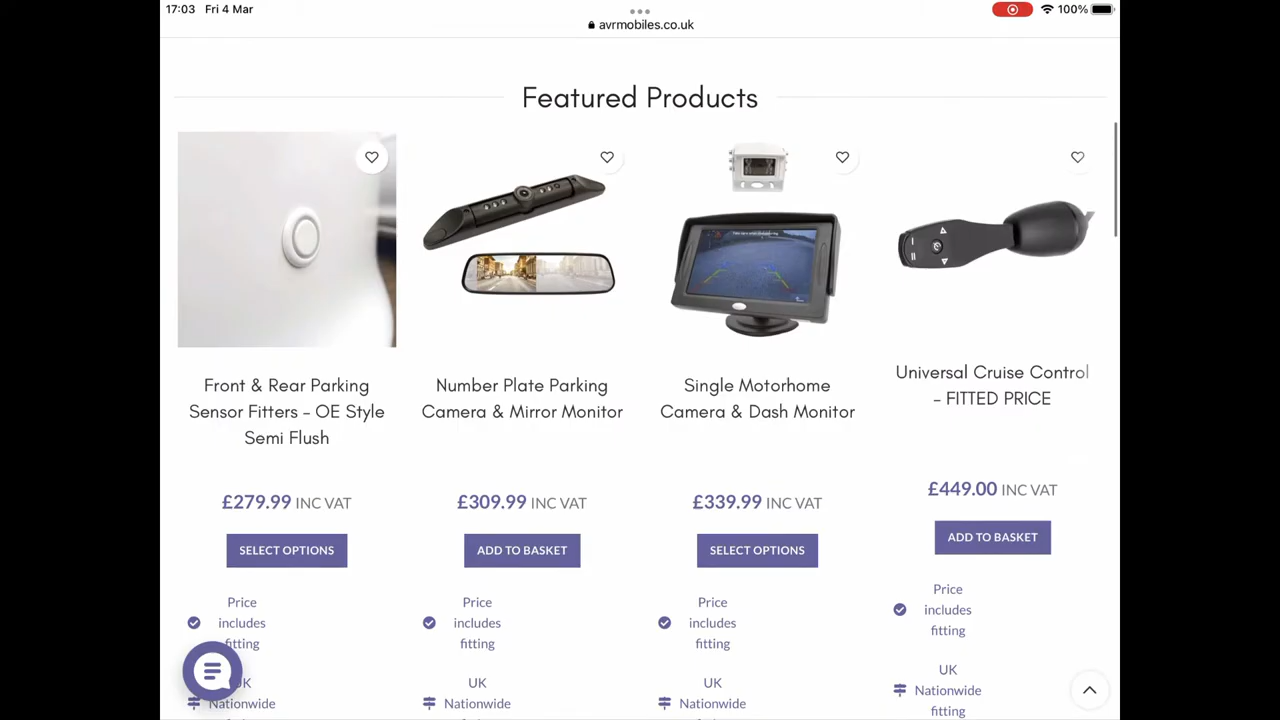 17:03 Fri 4 Mar
100%
avrmobiles.co.uk
Featured Products
Front & Rear Parking
Sensor Fitters – OE Style
Semi Flush
£279.99 INC VAT
SELECT OPTIONS
Price
includes
fitting
UK
Nationwide
Number Plate Parking
Camera & Mirror Monitor
£309.99 INC VAT
ADD TO BASKET
Price
includes
fitting
UK
Nationwide
Single Motorhome
Camera & Dash Monitor
£339.99 INC VAT
SELECT OPTIONS
Price
includes
fitting
UK
Nationwide
Universal Cruise Control
– FITTED PRICE
£449.00 INC VAT
ADD TO BASKET
Price
includes
fitting
UK
Nationwide
fitting